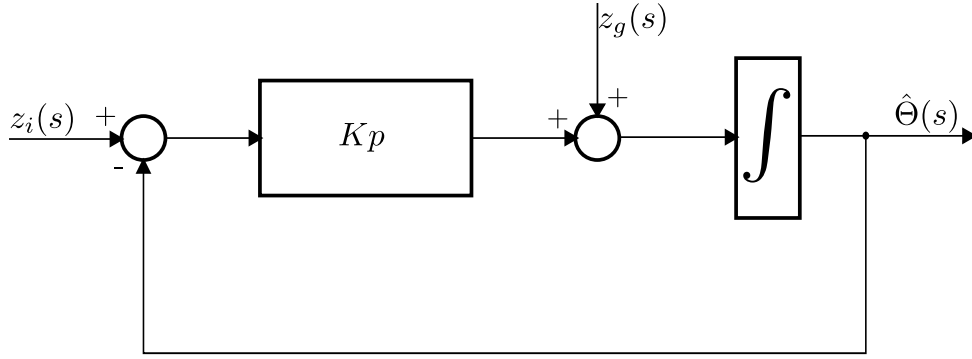 z_g(s)
z_i(s)
+
+
+
-
Kp
∫
Θ̂(s)